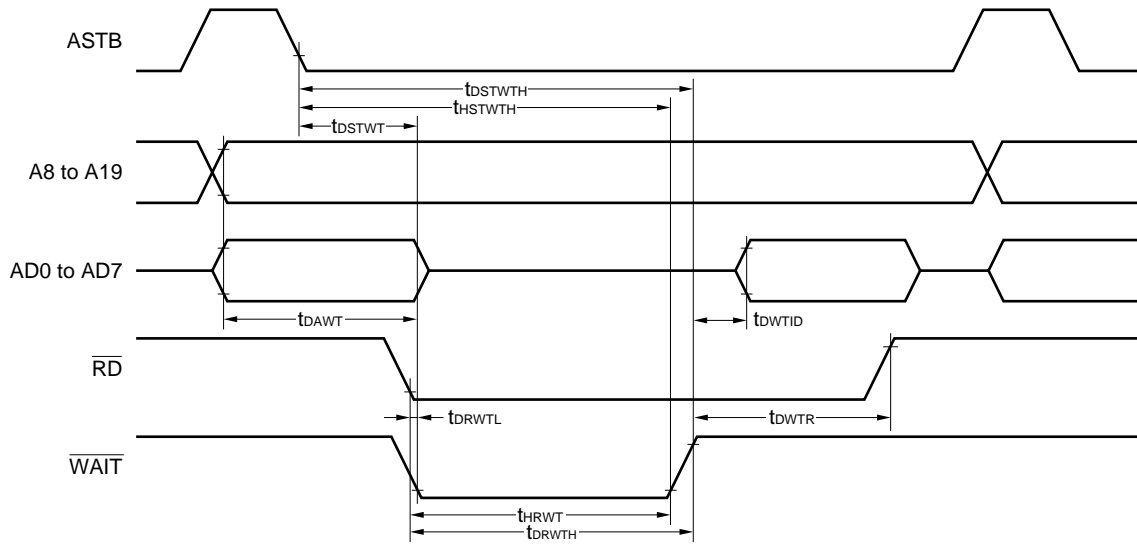 ASTB
tDSTWTH
tHSTWTH
tDSTWT
A8 to A19
AD0 to AD7
tDAWT
tDWTID
RD
tDRWTL
tDWTR
WAIT
tHRWT
tDRWTH